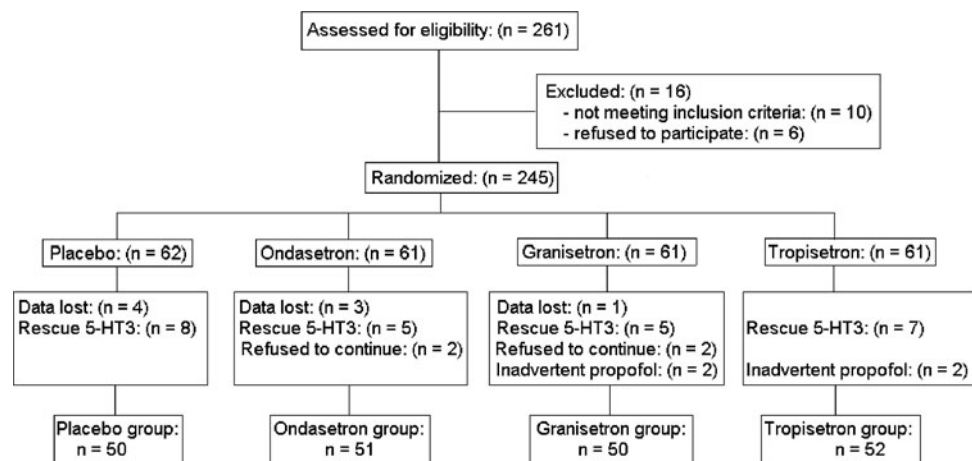 Assessed for eligibility: (n = 261)
Excluded: (n = 16)
- not meeting inclusion criteria: (n = 10)
- refused to participate: (n = 6)
Randomized: (n = 245)
Placebo: (n = 62)
Ondasetron: (n = 61)
Granisetron: (n = 61)
Tropisetron: (n = 61)
Data lost: (n = 4)
Rescue 5-HT3: (n = 8)
Data lost: (n = 3)
Rescue 5-HT3: (n = 5)
Refused to continue: (n = 2)
Data lost: (n = 1)
Rescue 5-HT3: (n = 5)
Refused to continue: (n = 2)
Inadvertent propofol: (n = 2)
Rescue 5-HT3: (n = 7)
Inadvertent propofol: (n = 2)
Placebo group:
n = 50
Ondasetron group:
n = 51
Granisetron group:
n = 50
Tropisetron group:
n = 52